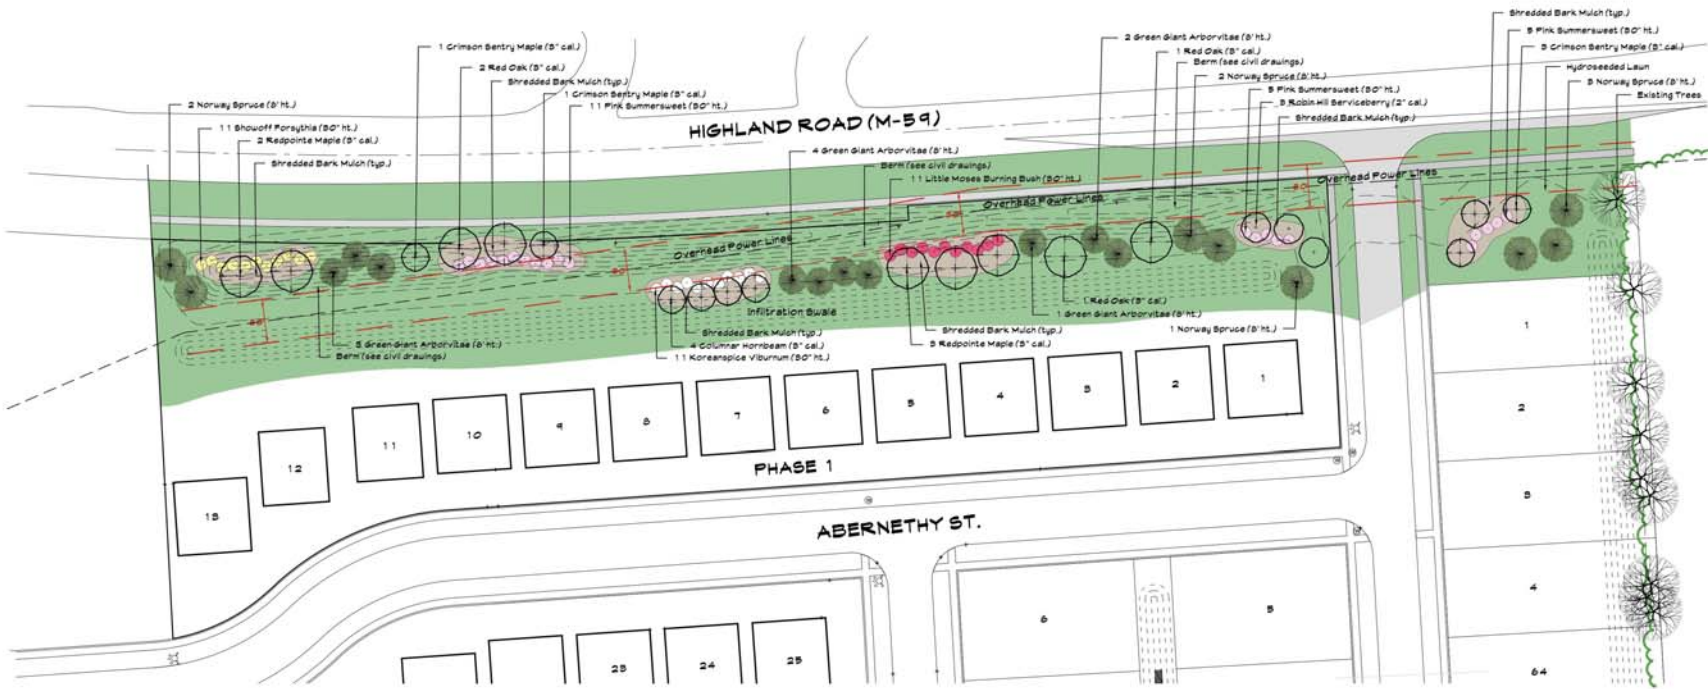 Shredded Bark Mulch (typ.)
5 Pink Summersweet (30" ht.)
3 Crimson Sentry Maple (3" cal.)
Hydroseeded Lawn
3 Norway Spruce (8' ht.)
Existing Trees
2 Green Giant Arborvitae (8' ht.)
1 Red Oak (3" cal.)
Berm (see civil drawings)
2 Norway Spruce (8' ht.)
5 Pink Summersweet (30" ht.)
3 Robin Hill Serviceberry (2" cal.)
Shredded Bark Mulch (typ.)
1 Crimson Sentry Maple (3" cal.)
2 Red Oak (3" cal.)
Shredded Bark Mulch (typ.)
1 Crimson Sentry Maple (3" cal.)
11 Pink Summersweet (30" ht.)
2 Norway Spruce (8' ht.)
11 Showoff Forsythia (30" ht.)
2 Redpointe Maple (3" cal.)
Shredded Bark Mulch (typ.)
HIGHLAND ROAD (M-59)
4 Green Giant Arborvitae (8' ht.)
Berm (see civil drawings)
11 Little Moses Burning Bush (30" ht.)
Overhead Power Lines
Overhead Power Lines
Overhead Power Lines
Infiltration Swale
3 Green Giant Arborvitae (8' ht.)
Berm (see civil drawings)
Shredded Bark Mulch (typ.)
4 Columnar Hornbeam (3" cal.)
11 Koreanspice Viburnum (30" ht.)
Shredded Bark Mulch (typ.)
3 Redpointe Maple (3" cal.)
1 Red Oak (3" cal.)
1 Green Giant Arborvitae (8' ht.)
1 Norway Spruce (8' ht.)
13
12
11
10
9
8
7
6
5
4
3
2
1
PHASE 1
ABERNETHY ST.
1
2
3
4
64
6
5
23
24
25